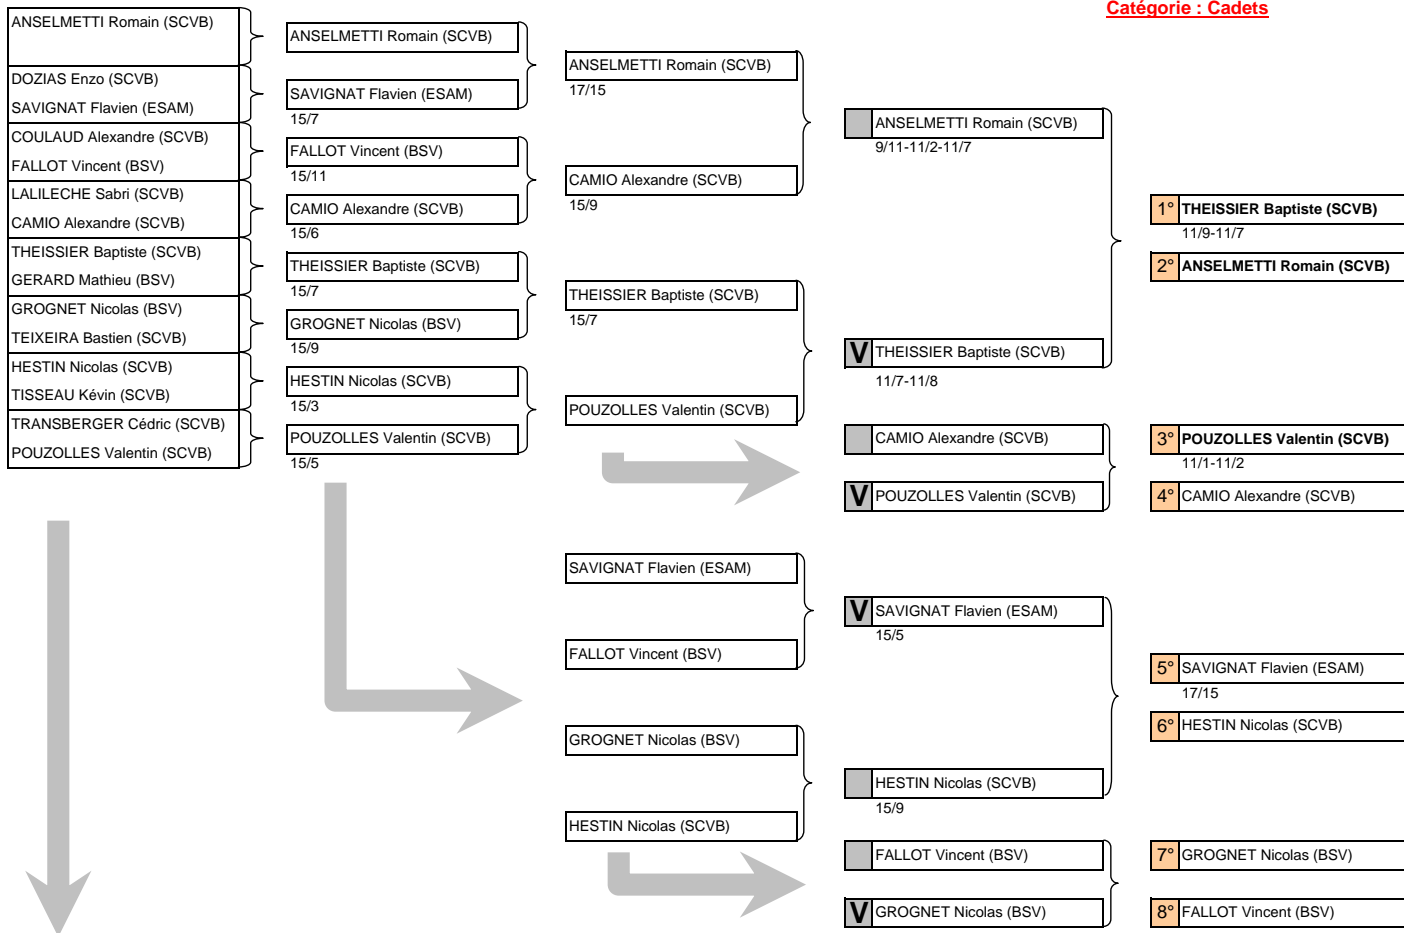 Catégorie : Cadets
ANSELMETTI Romain (SCVB)
DOZIAS Enzo (SCVB)
SAVIGNAT Flavien (ESAM)
COULAUD Alexandre (SCVB)
FALLOT Vincent (BSV)
LALILECHE Sabri (SCVB)
CAMIO Alexandre (SCVB)
THEISSIER Baptiste (SCVB)
GERARD Mathieu (BSV)
GROGNET Nicolas (BSV)
TEIXEIRA Bastien (SCVB)
HESTIN Nicolas (SCVB)
TISSEAU Kévin (SCVB)
TRANSBERGER Cédric (SCVB)
POUZOLLES Valentin (SCVB)
ANSELMETTI Romain (SCVB)
SAVIGNAT Flavien (ESAM)
15/7
FALLOT Vincent (BSV)
15/11
CAMIO Alexandre (SCVB)
15/6
THEISSIER Baptiste (SCVB)
15/7
GROGNET Nicolas (BSV)
15/9
HESTIN Nicolas (SCVB)
15/3
POUZOLLES Valentin (SCVB)
15/5
ANSELMETTI Romain (SCVB)
17/15
CAMIO Alexandre (SCVB)
15/9
THEISSIER Baptiste (SCVB)
15/7
POUZOLLES Valentin (SCVB)
SAVIGNAT Flavien (ESAM)
FALLOT Vincent (BSV)
GROGNET Nicolas (BSV)
HESTIN Nicolas (SCVB)
ANSELMETTI Romain (SCVB)
9/11-11/2-11/7
V THEISSIER Baptiste (SCVB)
11/7-11/8
CAMIO Alexandre (SCVB)
V POUZOLLES Valentin (SCVB)
V SAVIGNAT Flavien (ESAM)
15/5
HESTIN Nicolas (SCVB)
15/9
FALLOT Vincent (BSV)
V GROGNET Nicolas (BSV)
1° THEISSIER Baptiste (SCVB)
11/9-11/7
2° ANSELMETTI Romain (SCVB)
3° POUZOLLES Valentin (SCVB)
11/1-11/2
4° CAMIO Alexandre (SCVB)
5° SAVIGNAT Flavien (ESAM)
17/15
6° HESTIN Nicolas (SCVB)
7° GROGNET Nicolas (BSV)
8° FALLOT Vincent (BSV)